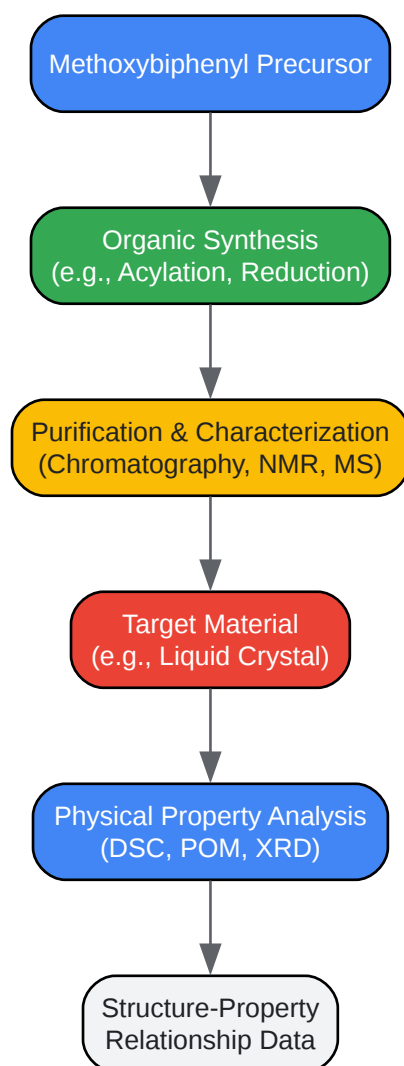 Methoxybiphenyl Precursor
Organic Synthesis
(e.g., Acylation, Reduction)
Purification & Characterization
(Chromatography, NMR, MS)
Target Material
(e.g., Liquid Crystal)
Physical Property Analysis
(DSC, POM, XRD)
Structure-Property
Relationship Data